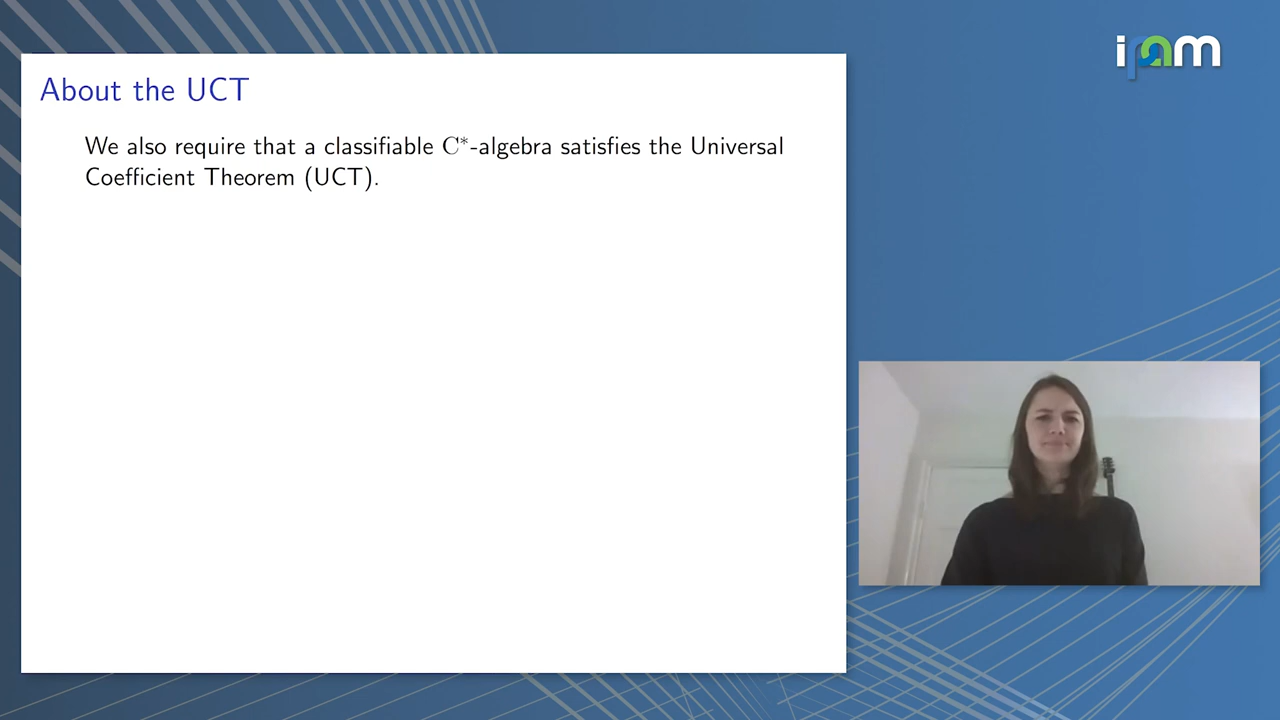 ipam
About the UCT
We also require that a classifiable C*-algebra satisfies the Universal
Coefficient Theorem (UCT).